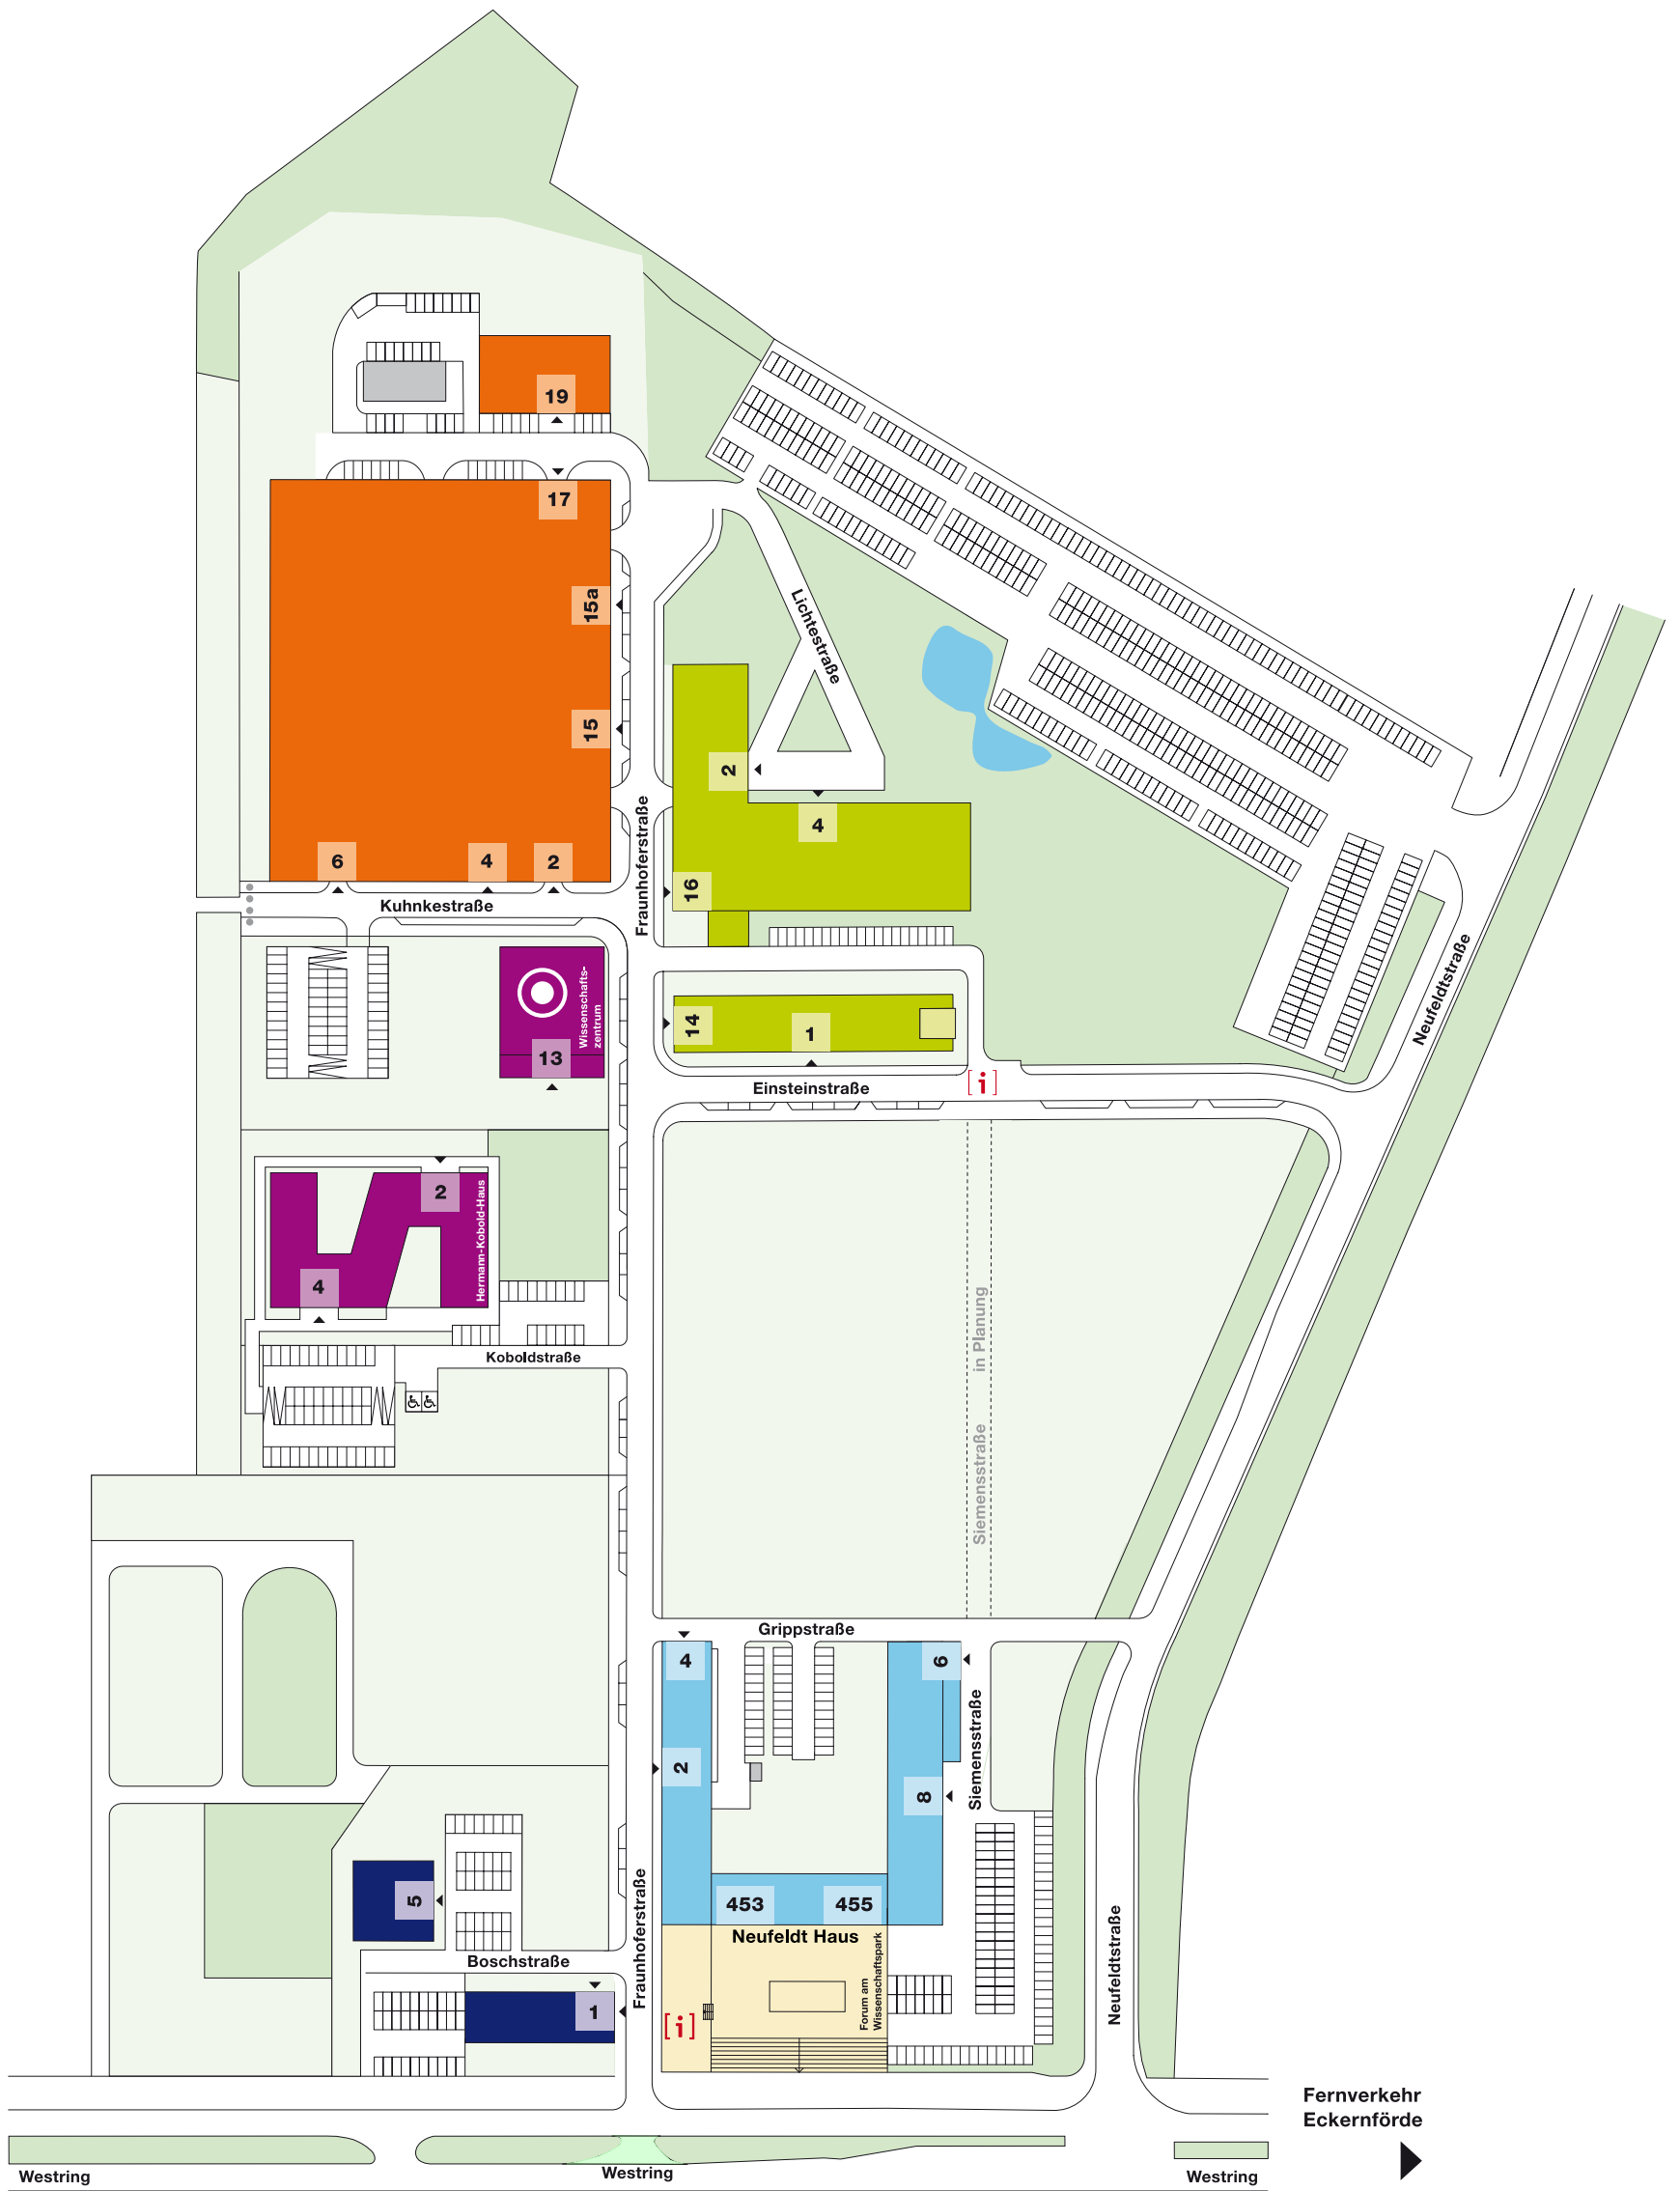 19
17
15a
Lichtestraße
15
2
4
Fraunhoferstraße
6
4
2
16
Kuhnkestraße
Wissenschafts-
zentrum
13
14
1
Neufeldtstraße
Einsteinstraße
[i]
2
Hermann-Kobold-Haus
4
Koboldstraße
Siemensstraße in Planung
Grippstraße
4
6
2
Siemensstraße
8
5
453
455
Neufeldt Haus
Fraunhoferstraße
Forum am
Wissenschaftspark
Neufeldtstraße
Boschstraße
1
[i]
Fernverkehr
Eckernförde
Westring
Westring
Westring